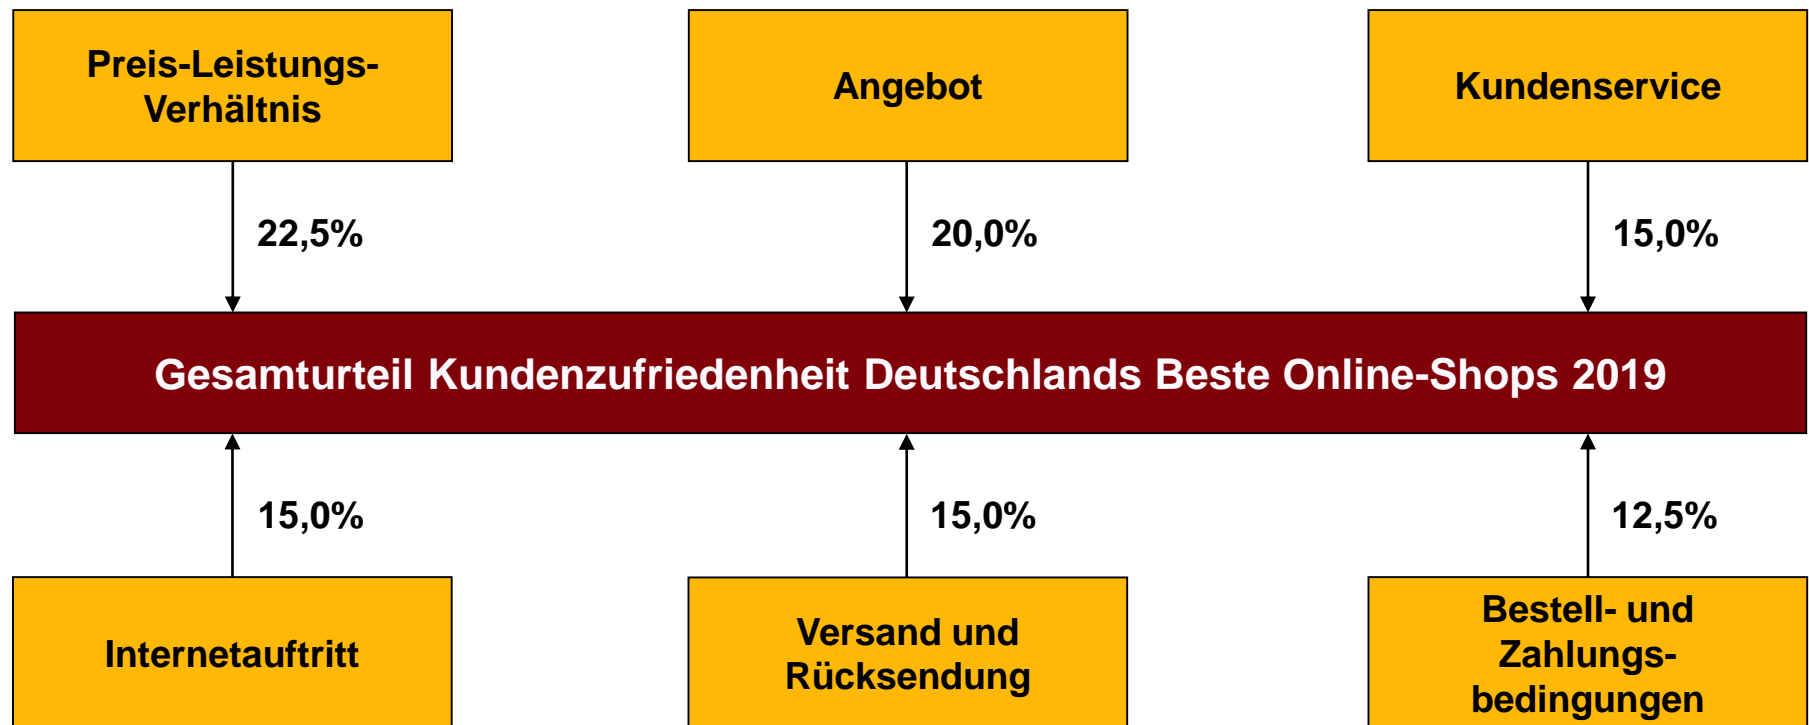 Preis-Leistungs-
Verhältnis
Angebot
Kundenservice
22,5%
20,0%
15,0%
Gesamturteil Kundenzufriedenheit Deutschlands Beste Online-Shops 2019
15,0%
15,0%
12,5%
Internetauftritt
Versand und
Rücksendung
Bestell- und
Zahlungs-
bedingungen